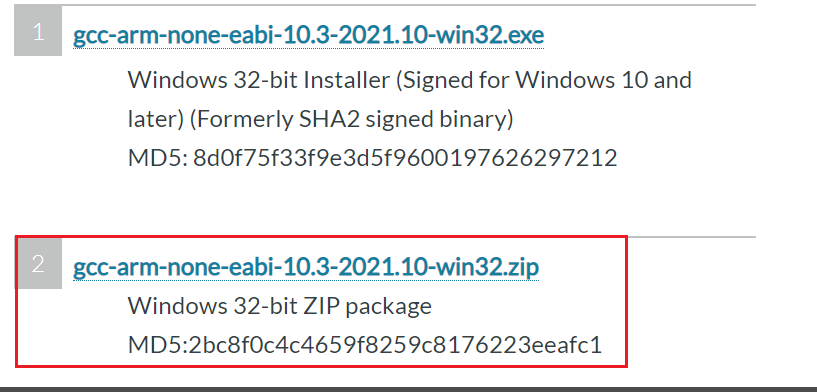 1
gcc-arm-none-eabi-10.3-2021.10-win32.exe
Windows 32-bit Installer (Signed for Windows 10 and
later) (Formerly SHA2 signed binary)
MD5: 8d0f75f33f9e3d5f9600197626297212
2
gcc-arm-none-eabi-10.3-2021.10-win32.zip
Windows 32-bit ZIP package
MD5:2bc8f0c4c4659f8259c8176223eeafc1